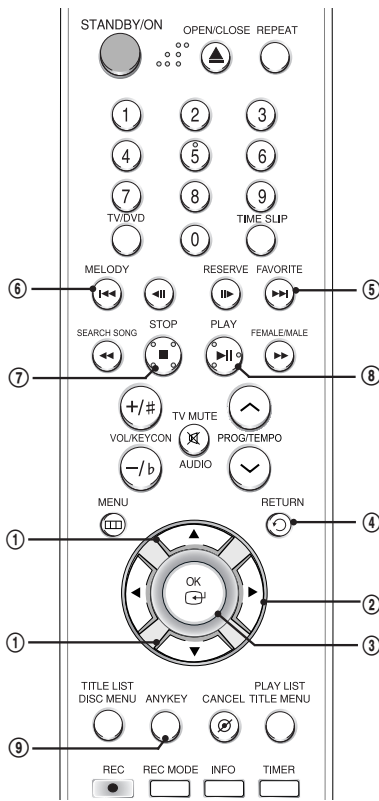 STANDBY/ON
OPEN/CLOSE REPEAT
1 2 3
4 5 6
7 8 9
TV/DVD 0 TIME SLIP
MELODY RESERVE FAVORITE
⑥ ⑤
SEARCH SONG STOP PLAY FEMALE/MALE
⑦ ⑧
+/♯
TV MUTE
VOL/KEYCON PROG/TEMPO
−/♭
AUDIO
MENU RETURN
④
①
OK
②
③
①
TITLE LIST
DISC MENU ANYKEY CANCEL PLAY LIST
TITLE MENU
⑨
REC REC MODE INFO TIMER